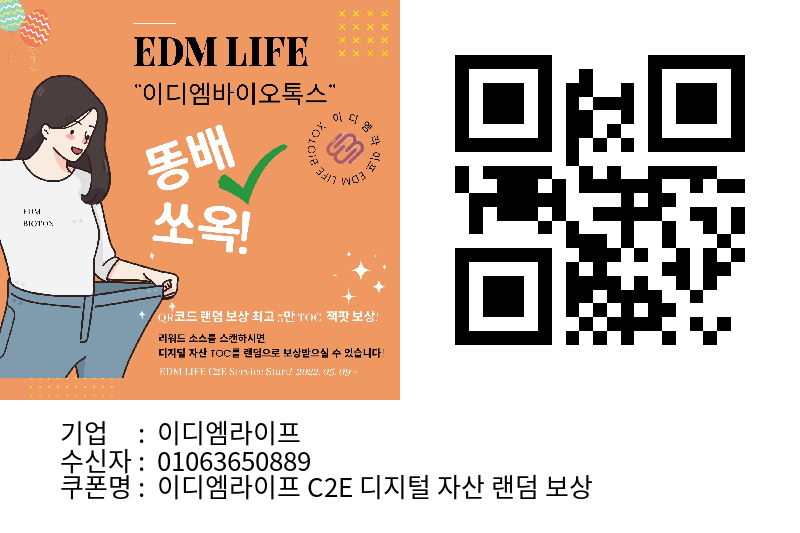 EDM LIFE
"이디엠바이오톡스"
이디엠라이프 EDM LIFE BIOTOX
똥배
쏘옥!
EDM
BIOTOX
QR코드 랜덤 보상 최고 5만 TOC 잭팟 보상!
리워드 소스를 스캔하시면
디지털 자산 TOC를 랜덤으로 보상받으실 수 있습니다!
EDM LIFE C2E Service Start! 2022. 05. 09 ~
기업 : 이디엠라이프
수신자 : 01063650889
쿠폰명 : 이디엠라이프 C2E 디지털 자산 랜덤 보상